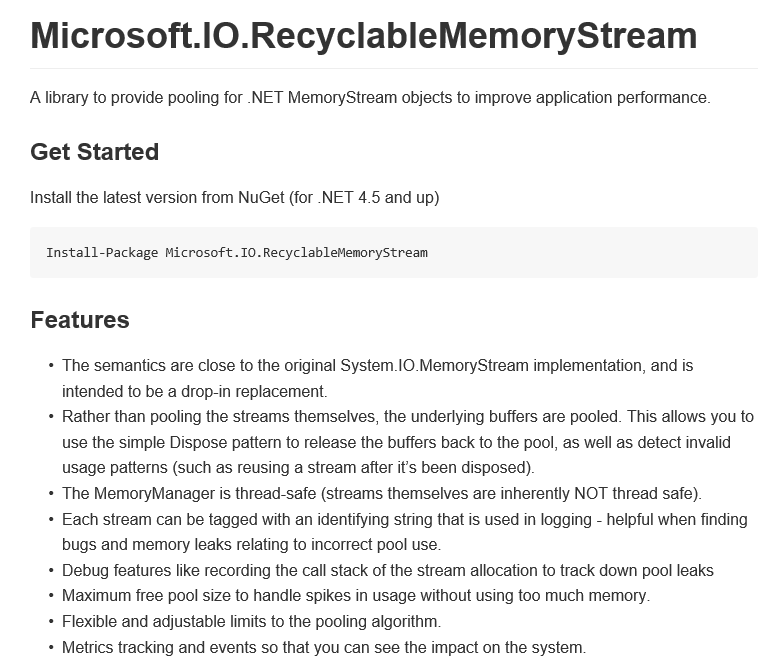 Microsoft.IO.RecyclableMemoryStream
A library to provide pooling for .NET MemoryStream objects to improve application performance.
Get Started
Install the latest version from NuGet (for .NET 4.5 and up)
Install-Package Microsoft.IO.RecyclableMemoryStream
Features
• The semantics are close to the original System.IO.MemoryStream implementation, and is
intended to be a drop-in replacement.
• Rather than pooling the streams themselves, the underlying buffers are pooled. This allows you to
use the simple Dispose pattern to release the buffers back to the pool, as well as detect invalid
usage patterns (such as reusing a stream after it’s been disposed).
• The MemoryManager is thread-safe (streams themselves are inherently NOT thread safe).
• Each stream can be tagged with an identifying string that is used in logging - helpful when finding
bugs and memory leaks relating to incorrect pool use.
• Debug features like recording the call stack of the stream allocation to track down pool leaks
• Maximum free pool size to handle spikes in usage without using too much memory.
• Flexible and adjustable limits to the pooling algorithm.
• Metrics tracking and events so that you can see the impact on the system.